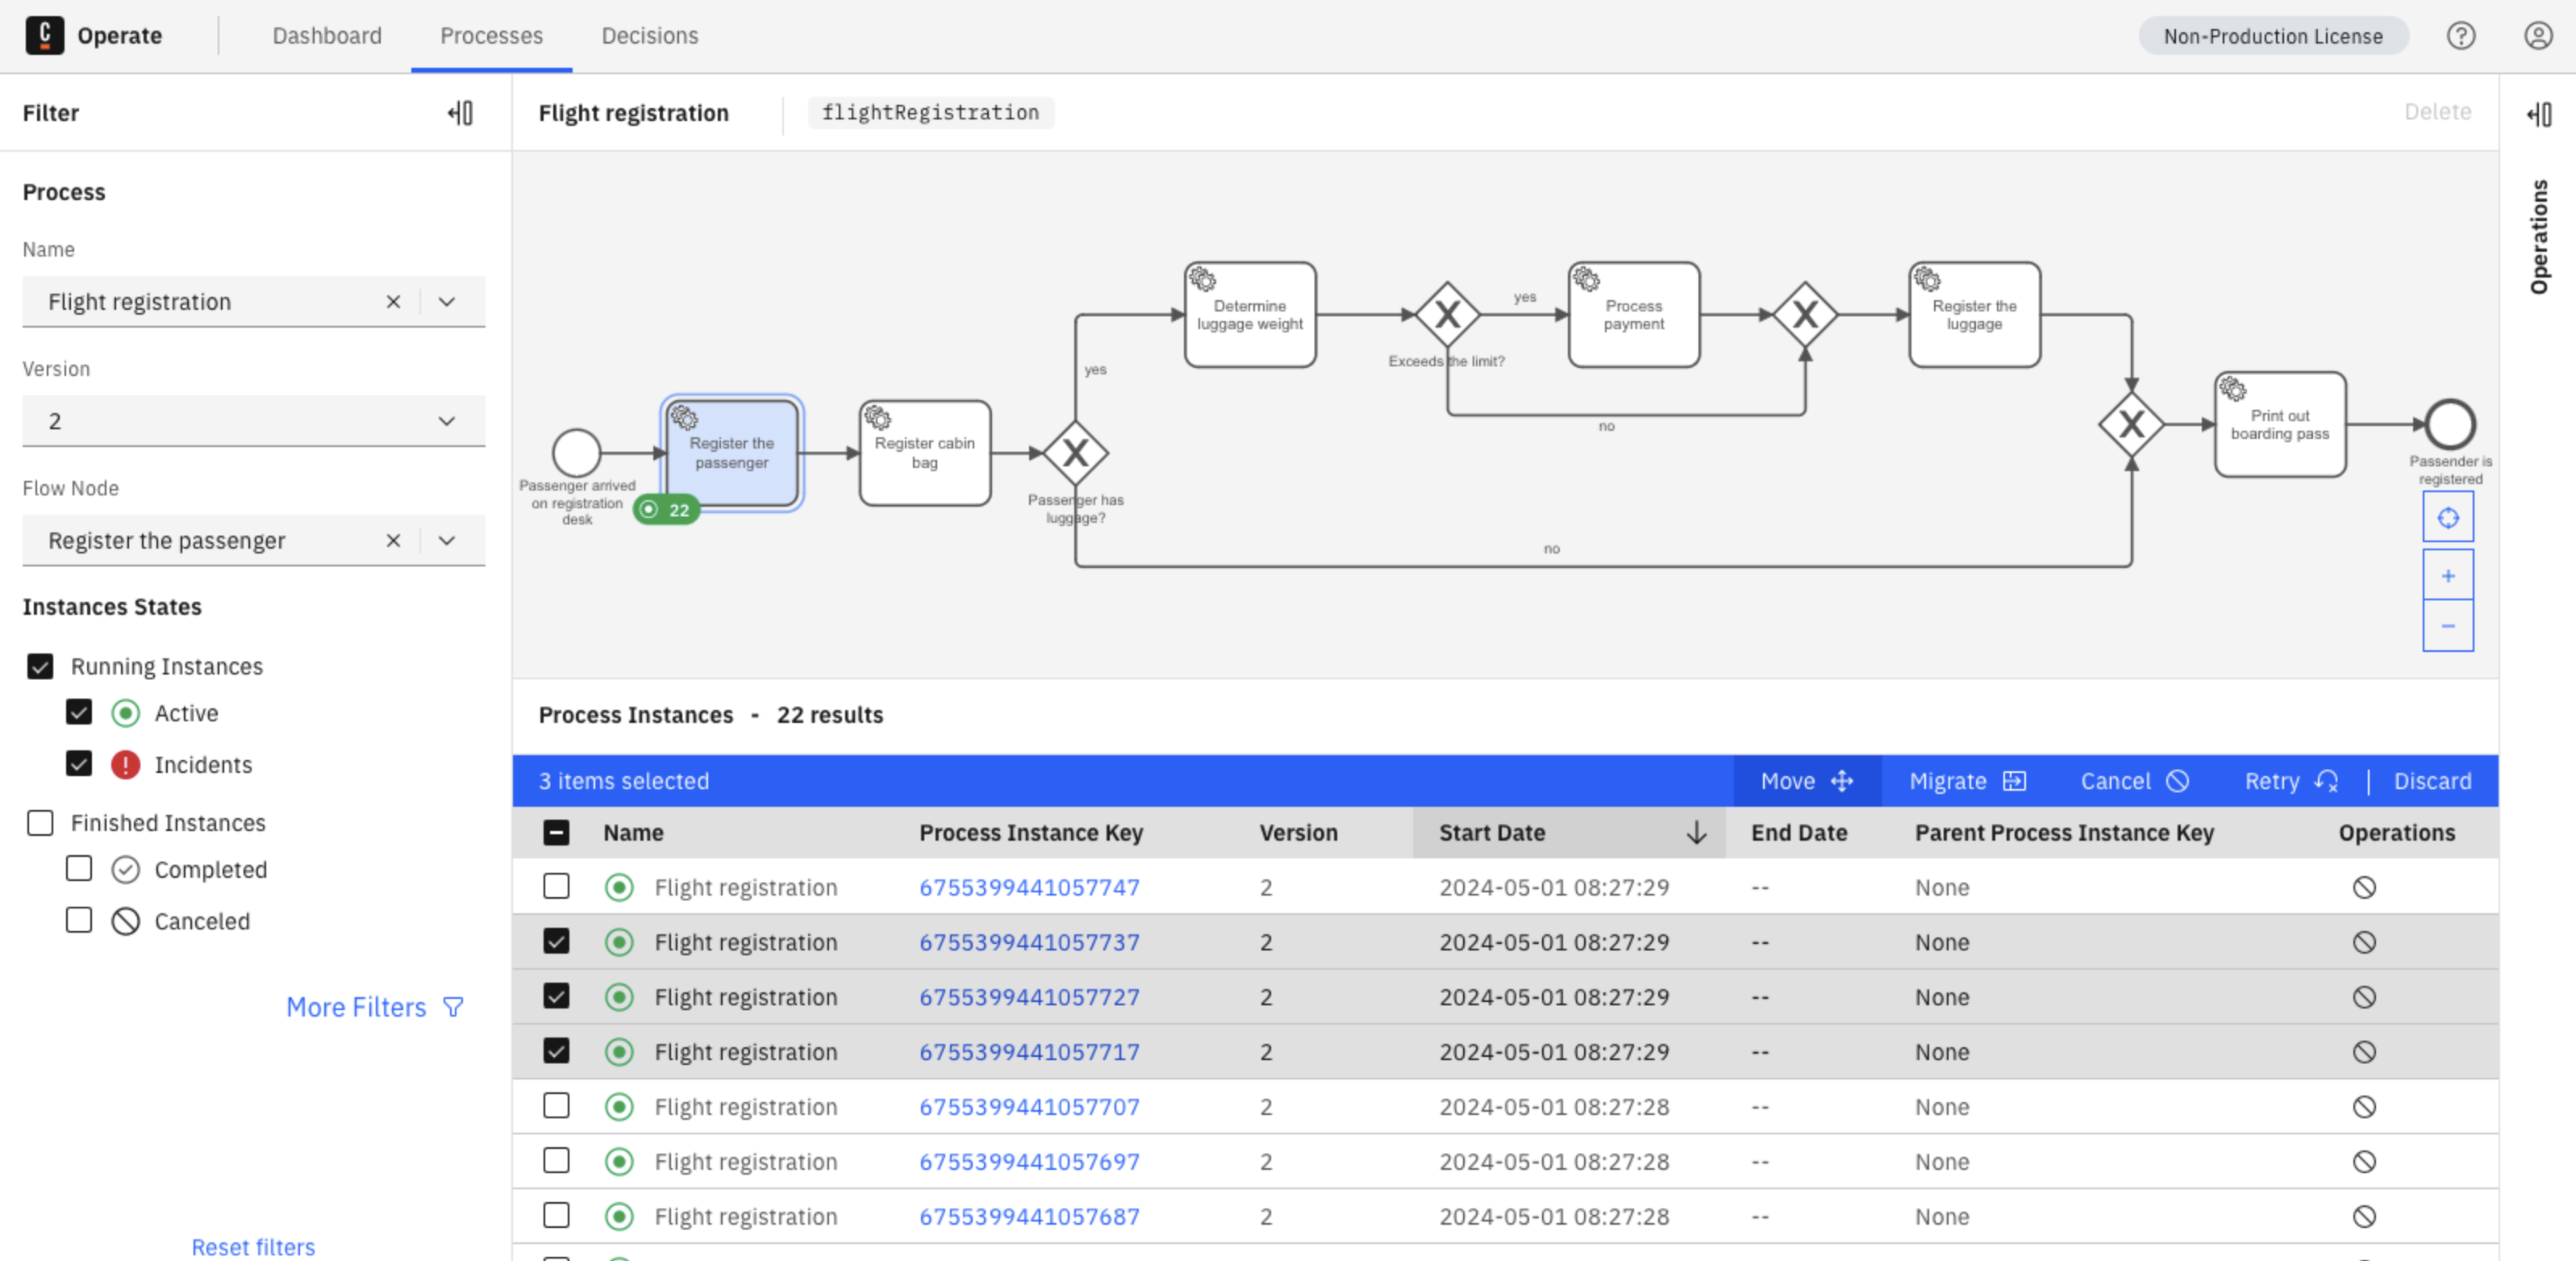 C Operate Dashboard Processes Decisions Non-Production License
Filter
Process
Name
Flight registration
Version
2
Flow Node
Register the passenger
Instances States
Running Instances
Active
Incidents
Finished Instances
Completed
Canceled
More Filters
Reset filters
Flight registration flightRegistration Delete
Operations
Passenger arrived
on registration
desk
Register the
passenger
22
Register cabin
bag
Passenger has
luggage?
yes
no
Determine
luggage weight
Exceeds the limit?
yes
no
Process
payment
Register the
luggage
Print out
boarding pass
Passender is
registered
Process Instances - 22 results
3 items selected Move Migrate Cancel Retry | Discard
Name Process Instance Key Version Start Date End Date Parent Process Instance Key Operations
Flight registration 6755399441057747 2 2024-05-01 08:27:29 -- None
Flight registration 6755399441057737 2 2024-05-01 08:27:29 -- None
Flight registration 6755399441057727 2 2024-05-01 08:27:29 -- None
Flight registration 6755399441057717 2 2024-05-01 08:27:29 -- None
Flight registration 6755399441057707 2 2024-05-01 08:27:28 -- None
Flight registration 6755399441057697 2 2024-05-01 08:27:28 -- None
Flight registration 6755399441057687 2 2024-05-01 08:27:28 -- None